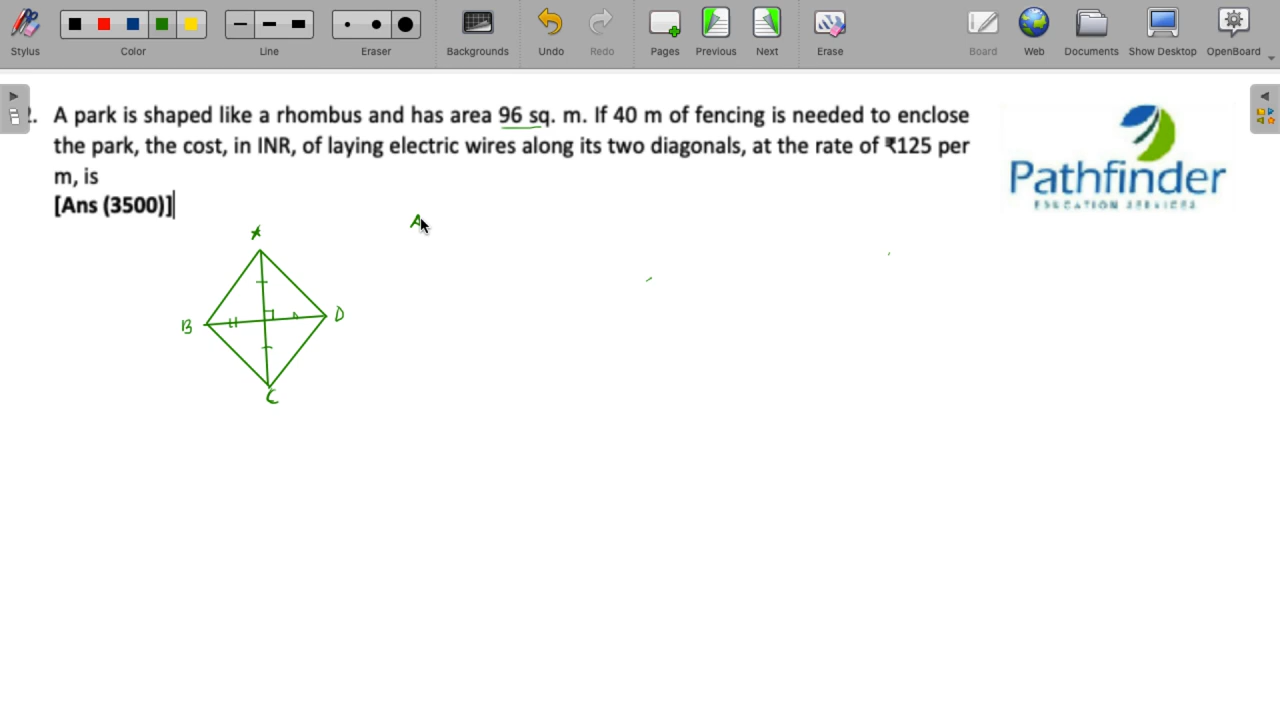 Stylus
Color
Line
Eraser
Backgrounds
Undo
Redo
Pages
Previous
Next
Erase
Board
Web
Documents
Show Desktop
OpenBoard
2. A park is shaped like a rhombus and has area 96 sq. m. If 40 m of fencing is needed to enclose
the park, the cost, in INR, of laying electric wires along its two diagonals, at the rate of ₹125 per
m, is
[Ans (3500)]
Pathfinder
EDUCATION SERVICES
A
A
B
D
C